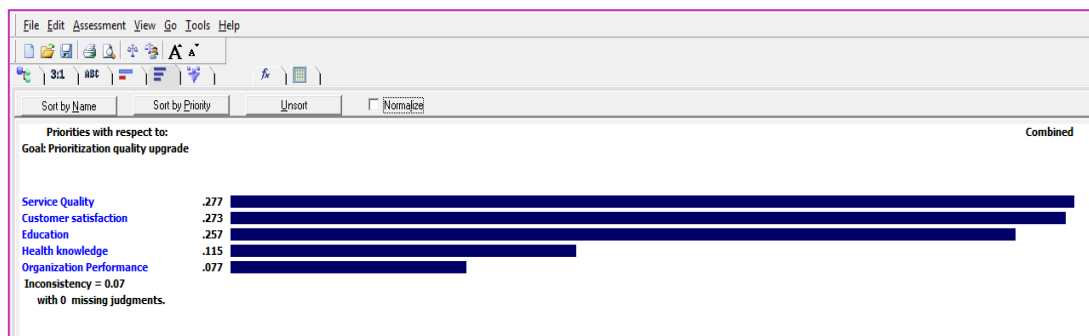 File Edit Assessment View Go Tools Help
A A
3:1 ABC fx
Sort by Name Sort by Priority Unsort Normalize
Priorities with respect to: Combined
Goal: Prioritization quality upgrade
Service Quality .277
Customer satisfaction .273
Education .257
Health knowledge .115
Organization Performance .077
Inconsistency = 0.07
with 0 missing judgments.